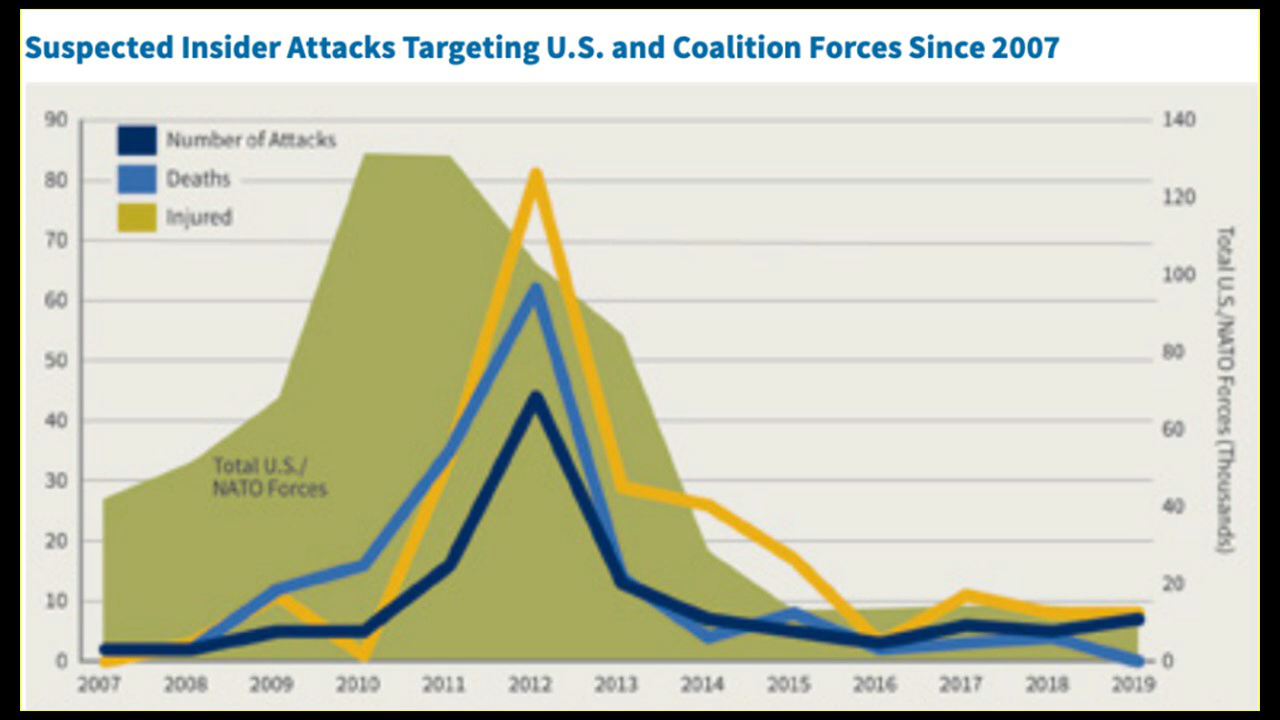 Suspected Insider Attacks Targeting U.S. and Coalition Forces Since 2007
90
80
70
60
50
40
30
20
10
0
Number of Attacks
Deaths
Injured
Total U.S./
NATO Forces
140
120
100
80
60
40
20
0
Total U.S./NATO Forces (Thousands)
2007 2008 2009 2010 2011 2012 2013 2014 2015 2016 2017 2018 2019